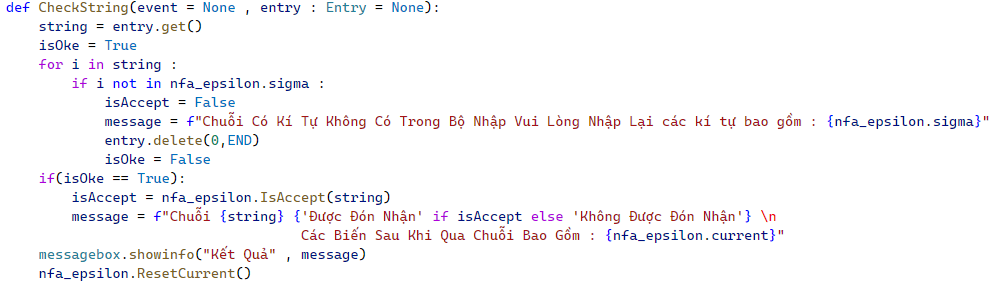 def CheckString(event = None , entry : Entry = None):
    string = entry.get()
    isOke = True
    for i in string :
        if i not in nfa_epsilon.sigma :
            isAccept = False
            message = f"Chuỗi Có Kí Tự Không Có Trong Bộ Nhập Vui Lòng Nhập Lại các kí tự bao gồm : {nfa_epsilon.sigma}"
            entry.delete(0,END)
            isOke = False
    if(isOke == True):
        isAccept = nfa_epsilon.IsAccept(string)
        message = f"Chuỗi {string} {'Được Đón Nhận' if isAccept else 'Không Được Đón Nhận'} \n
                                    Các Biến Sau Khi Qua Chuỗi Bao Gồm : {nfa_epsilon.current}"
    messagebox.showinfo("Kết Quả" , message)
    nfa_epsilon.ResetCurrent()